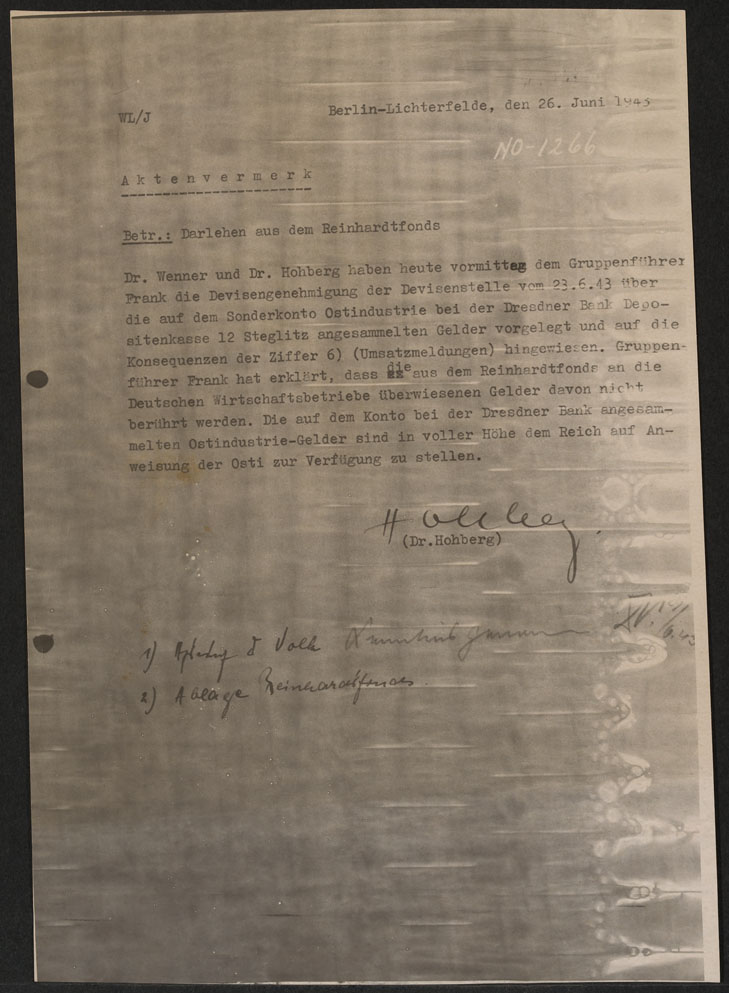 WL/J
Berlin-Lichterfelde, den 26. Juni 1943
NO-1266
Aktenvermerk
Betr.: Darlehen aus dem Reinhardtfonds
Dr. Wenner und Dr. Hohberg haben heute vormittag dem Gruppenführer
Frank die Devisengenehmigung der Devisenstelle vom 23.6.43 über
die auf dem Sonderkonto Ostindustrie bei der Dresdner Bank Depo-
sitenkasse 12 Steglitz angesammelten Gelder vorgelegt und auf die
Konsequenzen der Ziffer 6) (Umsatzmeldungen) hingewiesen. Gruppen-
führer Frank hat erklärt, dass die aus dem Reinhardtfonds an die
Deutschen Wirtschaftsbetriebe überwiesenen Gelder davon nicht
berührt werden. Die auf dem Konto bei der Dresdner Bank angesam-
melten Ostindustrie-Gelder sind in voller Höhe dem Reich auf An-
weisung der Osti zur Verfügung zu stellen.
Hohberg
(Dr.Hohberg)
1) Volk
2) Ablage Reinhardtfonds.